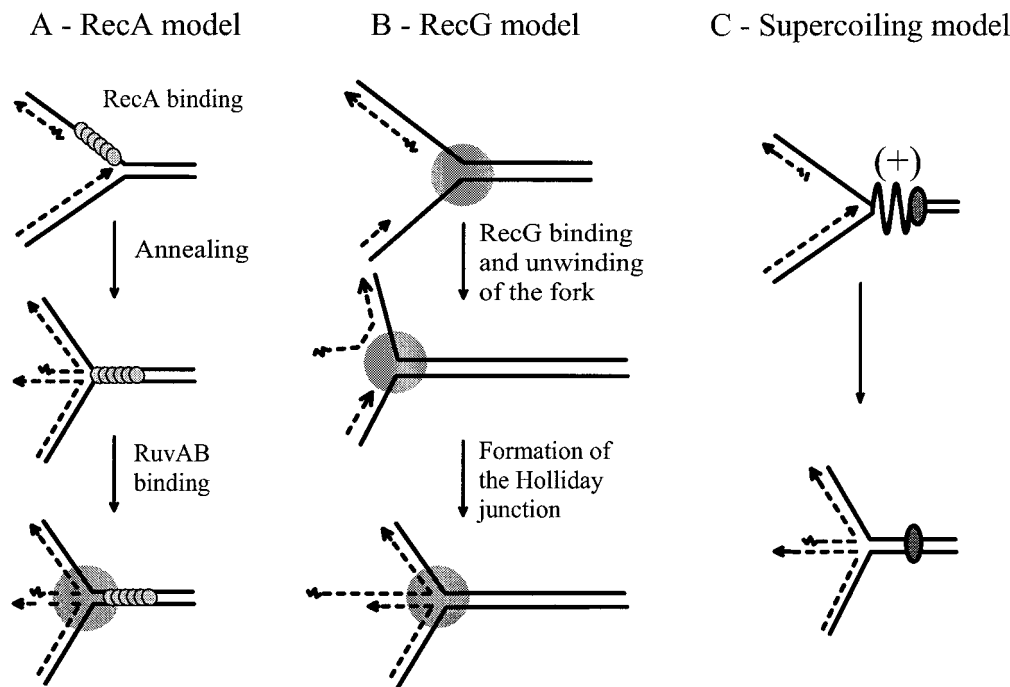 A - RecA model
RecA binding
Annealing
RuvAB
binding
B - RecG model
RecG binding
and unwinding
of the fork
Formation of
the Holliday
junction
C - Supercoiling model
(+)